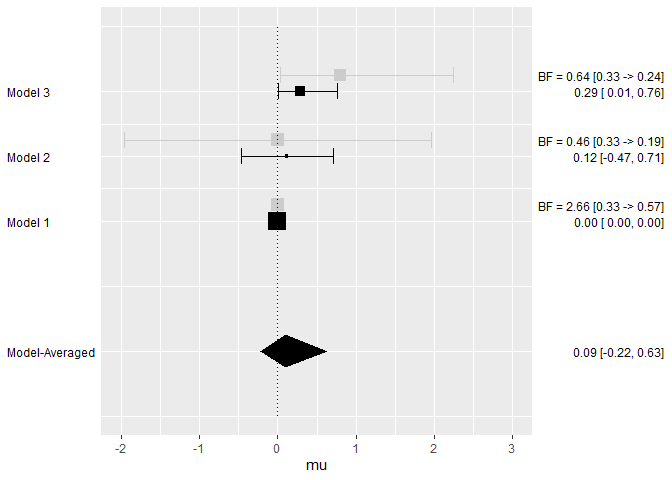 BF = 0.64 [0.33 -> 0.24]
Model 3 0.29 [ 0.01, 0.76]
BF = 0.46 [0.33 -> 0.19]
Model 2 0.12 [-0.47, 0.71]
BF = 2.66 [0.33 -> 0.57]
Model 1 0.00 [ 0.00, 0.00]
Model-Averaged 0.09 [-0.22, 0.63]
-2 -1 0 1 2 3
mu